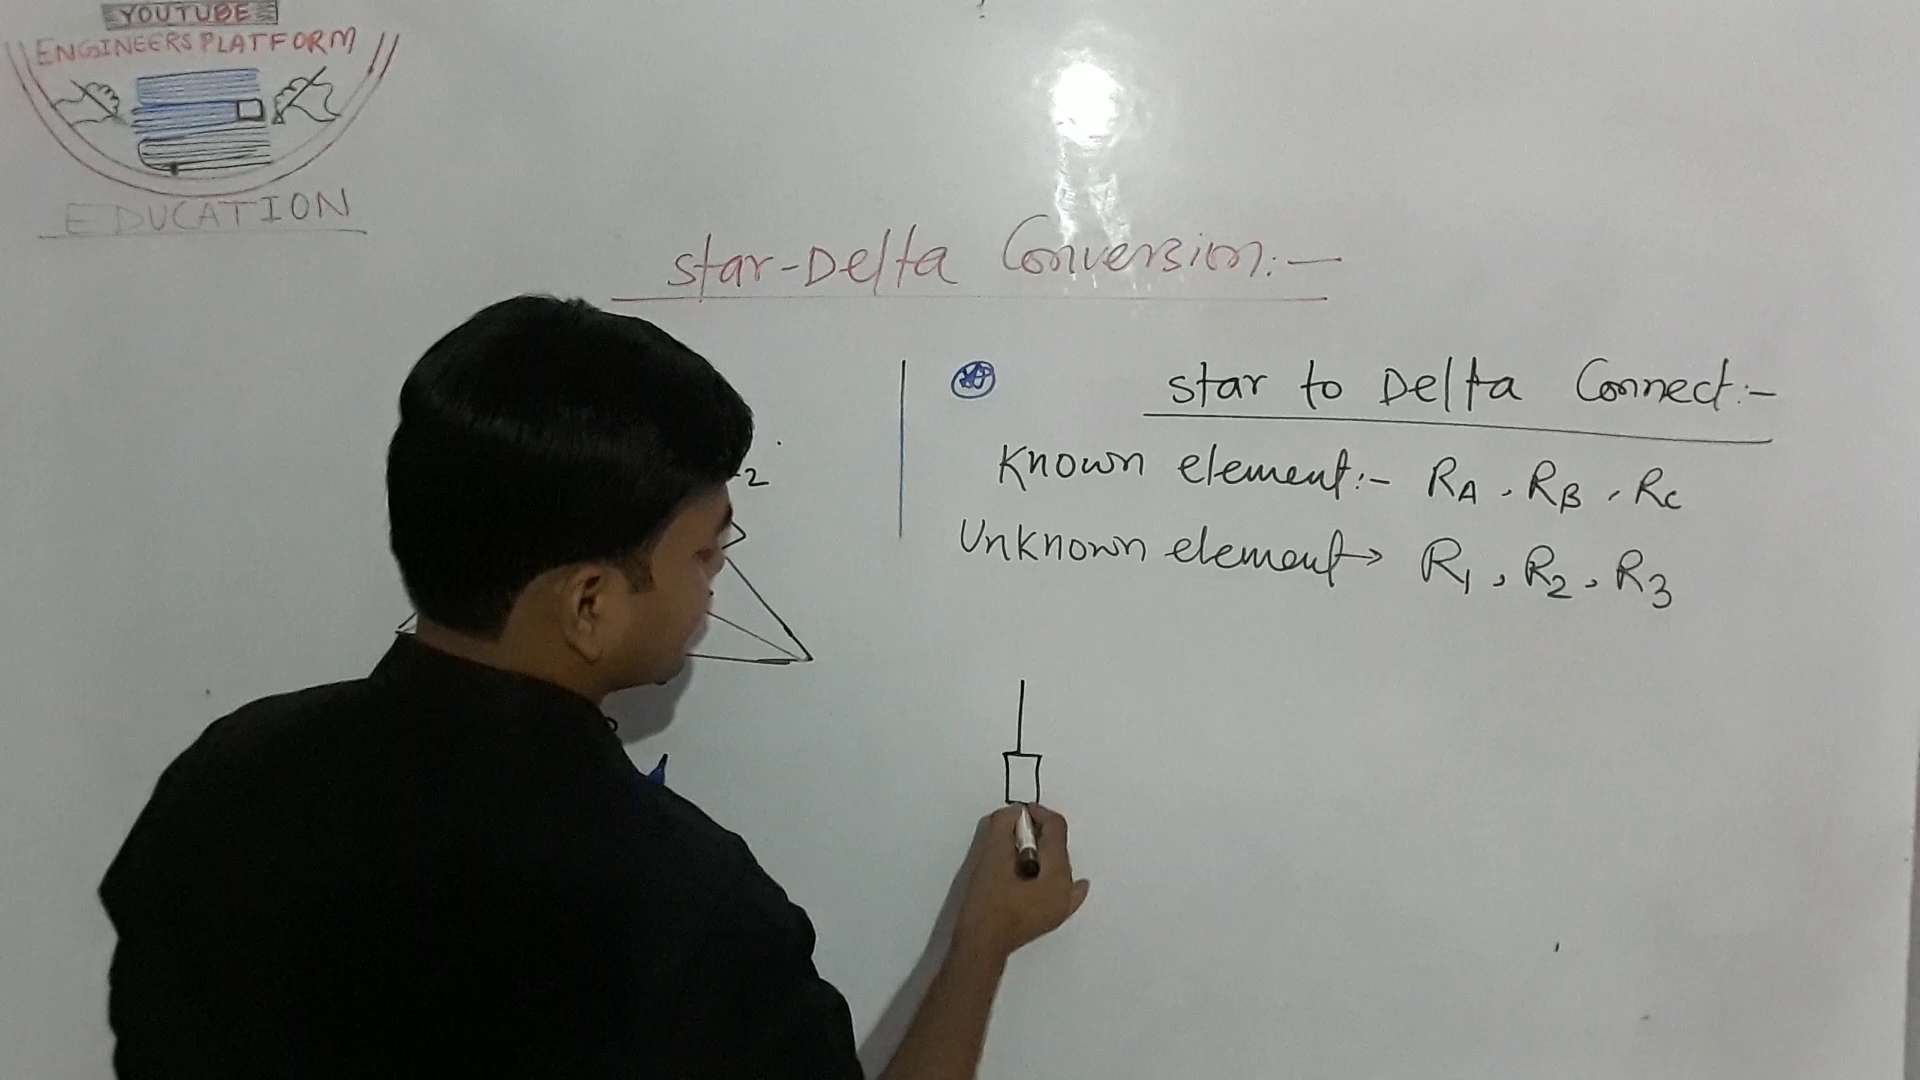 YOUTUBE
ENGINEERS PLATFORM
EDUCATION
Star-Delta Conversion:-
2
Star to Delta Connect:-
Known element:- RA, RB, RC
Unknown element→ R1, R2, R3